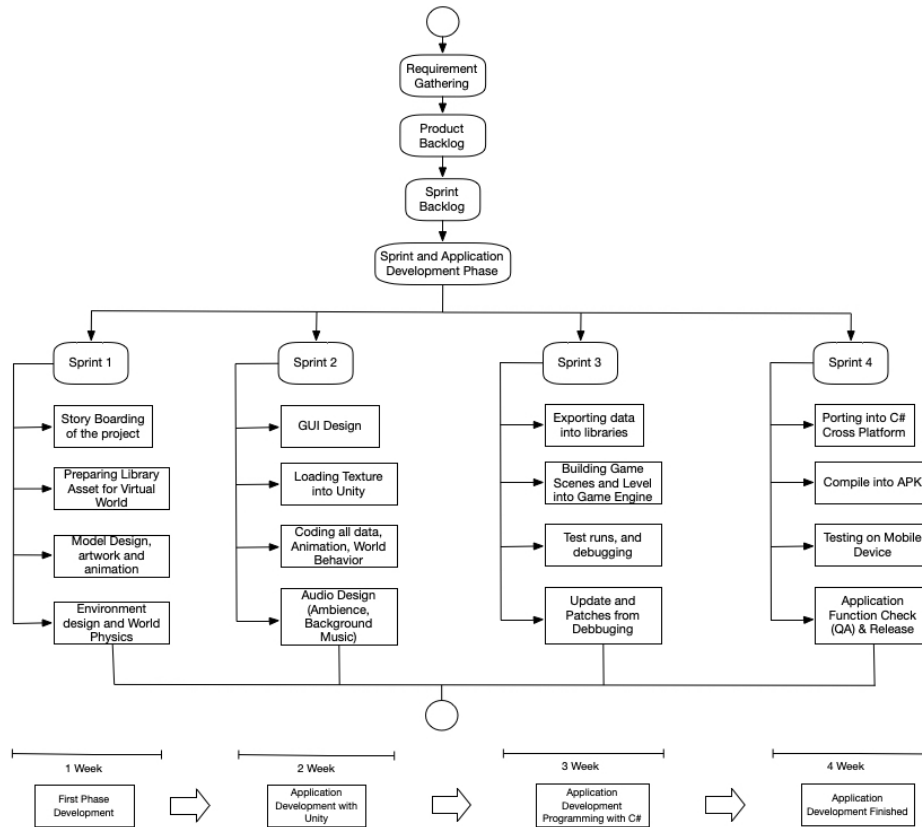 Requirement
Gathering
Product
Backlog
Sprint
Backlog
Sprint and Application
Development Phase
Sprint 1
Sprint 2
Sprint 3
Sprint 4
Story Boarding
of the project
Preparing Library
Asset for Virtual
World
Model Design,
artwork and
animation
Environment
design and World
Physics
GUI Design
Loading Texture
into Unity
Coding all data,
Animation, World
Behavior
Audio Design
(Ambience,
Background
Music)
Exporting data
into libraries
Building Game
Scenes and Level
into Game Engine
Test runs, and
debugging
Update and
Patches from
Debbuging
Porting into C#
Cross Platform
Compile into APK
Testing on Mobile
Device
Application
Function Check
(QA) & Release
1 Week
2 Week
3 Week
4 Week
First Phase
Development
Application
Development with
Unity
Application
Development
Programming with C#
Application
Development Finished